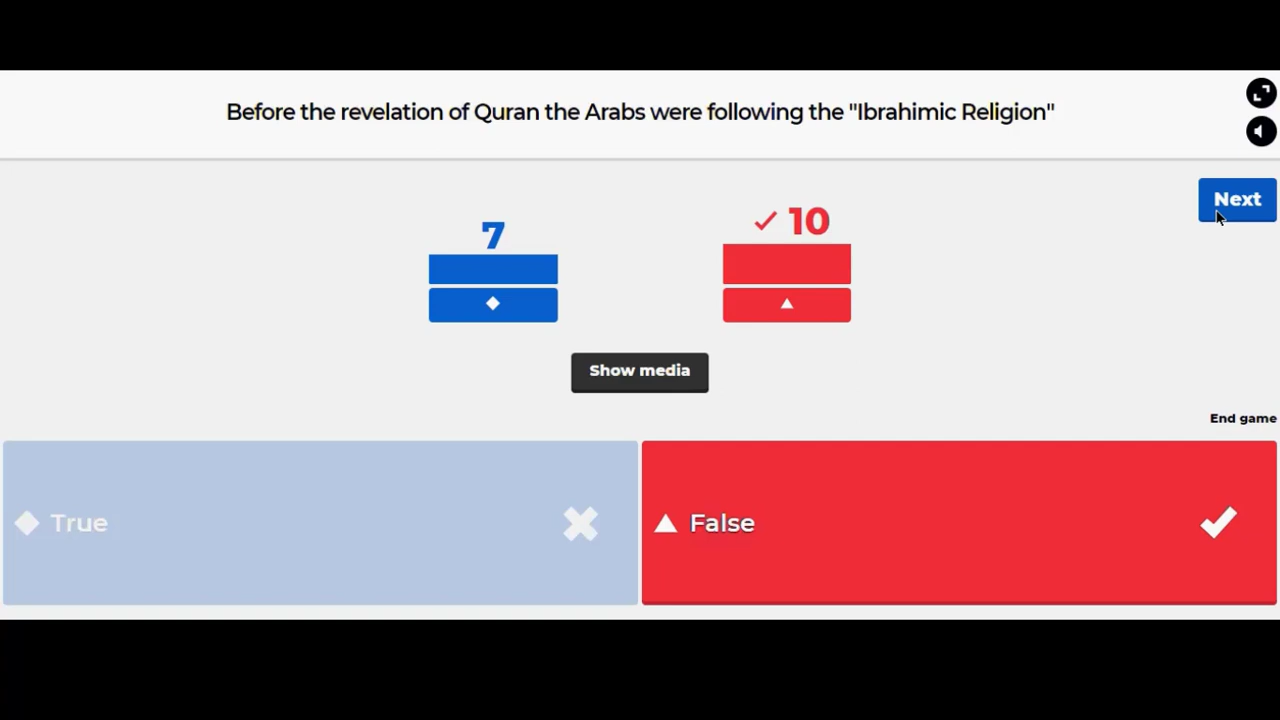 Before the revelation of Quran the Arabs were following the "Ibrahimic Religion"
Next
7
10
Show media
End game
True
False